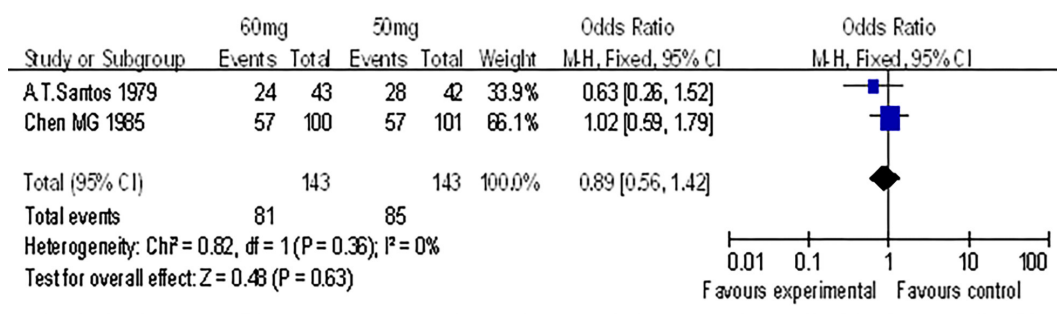 60mg 50mg Odds Ratio Odds Ratio
Study or Subgroup Events Total Events Total Weight M-H, Fixed, 95% CI M-H, Fixed, 95% CI
A.T.Santos 1979 24 43 28 42 33.9% 0.63 [0.26, 1.52]
Chen MG 1985 57 100 57 101 66.1% 1.02 [0.59, 1.79]
Total (95% CI) 143 143 100.0% 0.89 [0.56, 1.42]
Total events 81 85
Heterogeneity: Chi² = 0.82, df = 1 (P = 0.36); I² = 0%
Test for overall effect: Z = 0.48 (P = 0.63)
0.01 0.1 1 10 100
Favours experimental Favours control